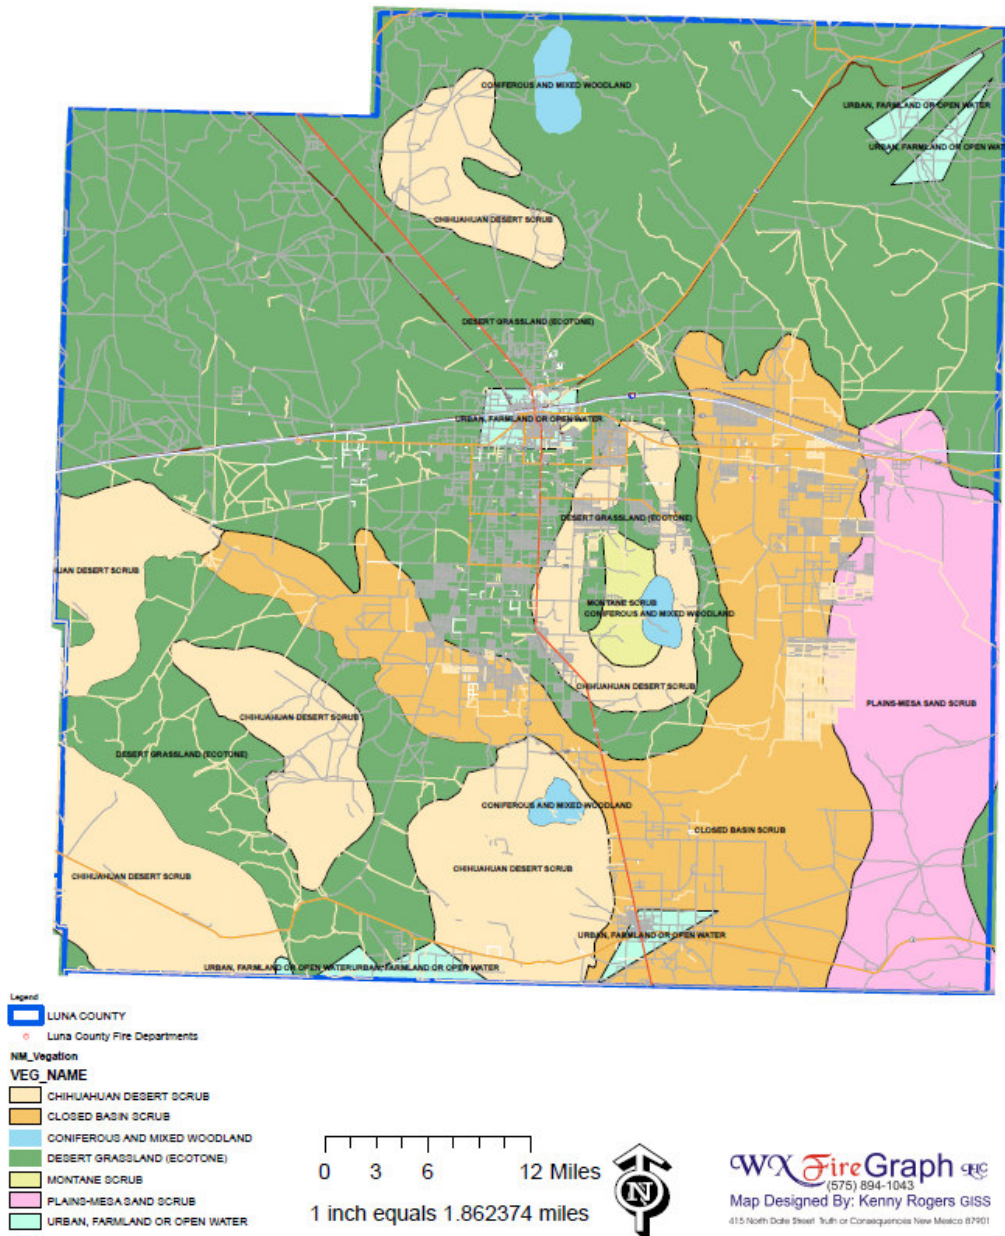 CONIFEROUS AND MIXED WOODLAND
URBAN, FARMLAND OR OPEN WATER
URBAN, FARMLAND OR OPEN WAT
CHIHUAHUAN DESERT SCRUB
DESERT GRASSLAND (ECOTONE)
URBAN, FARMLAND OR OPEN WATER
DESERT GRASSLAND (ECOTONE)
HUAN DESERT SCRUB
MONTANE SCRUB
CONIFEROUS AND MIXED WOODLAND
CHIHUAHUAN DESERT SCRUB
PLAINS-MESA SAND SCRUB
CHIHUAHUAN DESERT SCRUB
DESERT GRASSLAND (ECOTONE)
CONIFEROUS AND MIXED WOODLAND
CLOSED BASIN SCRUB
CHIHUAHUAN DESERT SCRUB
CHIHUAHUAN DESERT SCRUB
URBAN, FARMLAND OR OPEN WATER
URBAN, FARMLAND OR OPEN WATER URBAN, FARMLAND OR OPEN WATER
Legend
LUNA COUNTY
Luna County Fire Departments
NM_Vegation
VEG_NAME
CHIHUAHUAN DESERT SCRUB
CLOSED BASIN SCRUB
CONIFEROUS AND MIXED WOODLAND
DESERT GRASSLAND (ECOTONE)
MONTANE SCRUB
PLAINS-MESA SAND SCRUB
URBAN, FARMLAND OR OPEN WATER
0 3 6 12 Miles
1 inch equals 1.862374 miles
N
WX FireGraph LLC
(575) 894-1043
Map Designed By: Kenny Rogers GISS
415 North Date Street Truth or Consequences New Mexico 87901